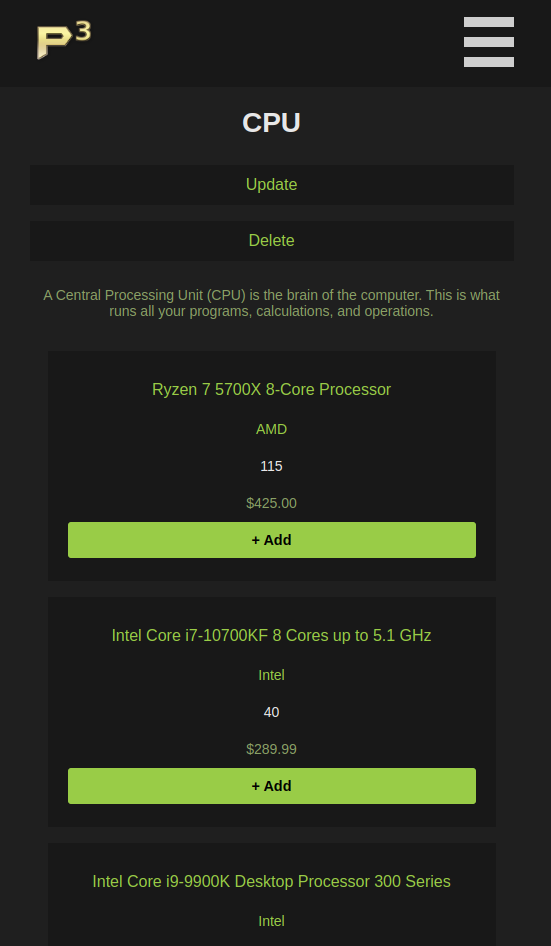 P3
CPU
Update
Delete
A Central Processing Unit (CPU) is the brain of the computer. This is what
runs all your programs, calculations, and operations.
Ryzen 7 5700X 8-Core Processor
AMD
115
$425.00
+ Add
Intel Core i7-10700KF 8 Cores up to 5.1 GHz
Intel
40
$289.99
+ Add
Intel Core i9-9900K Desktop Processor 300 Series
Intel